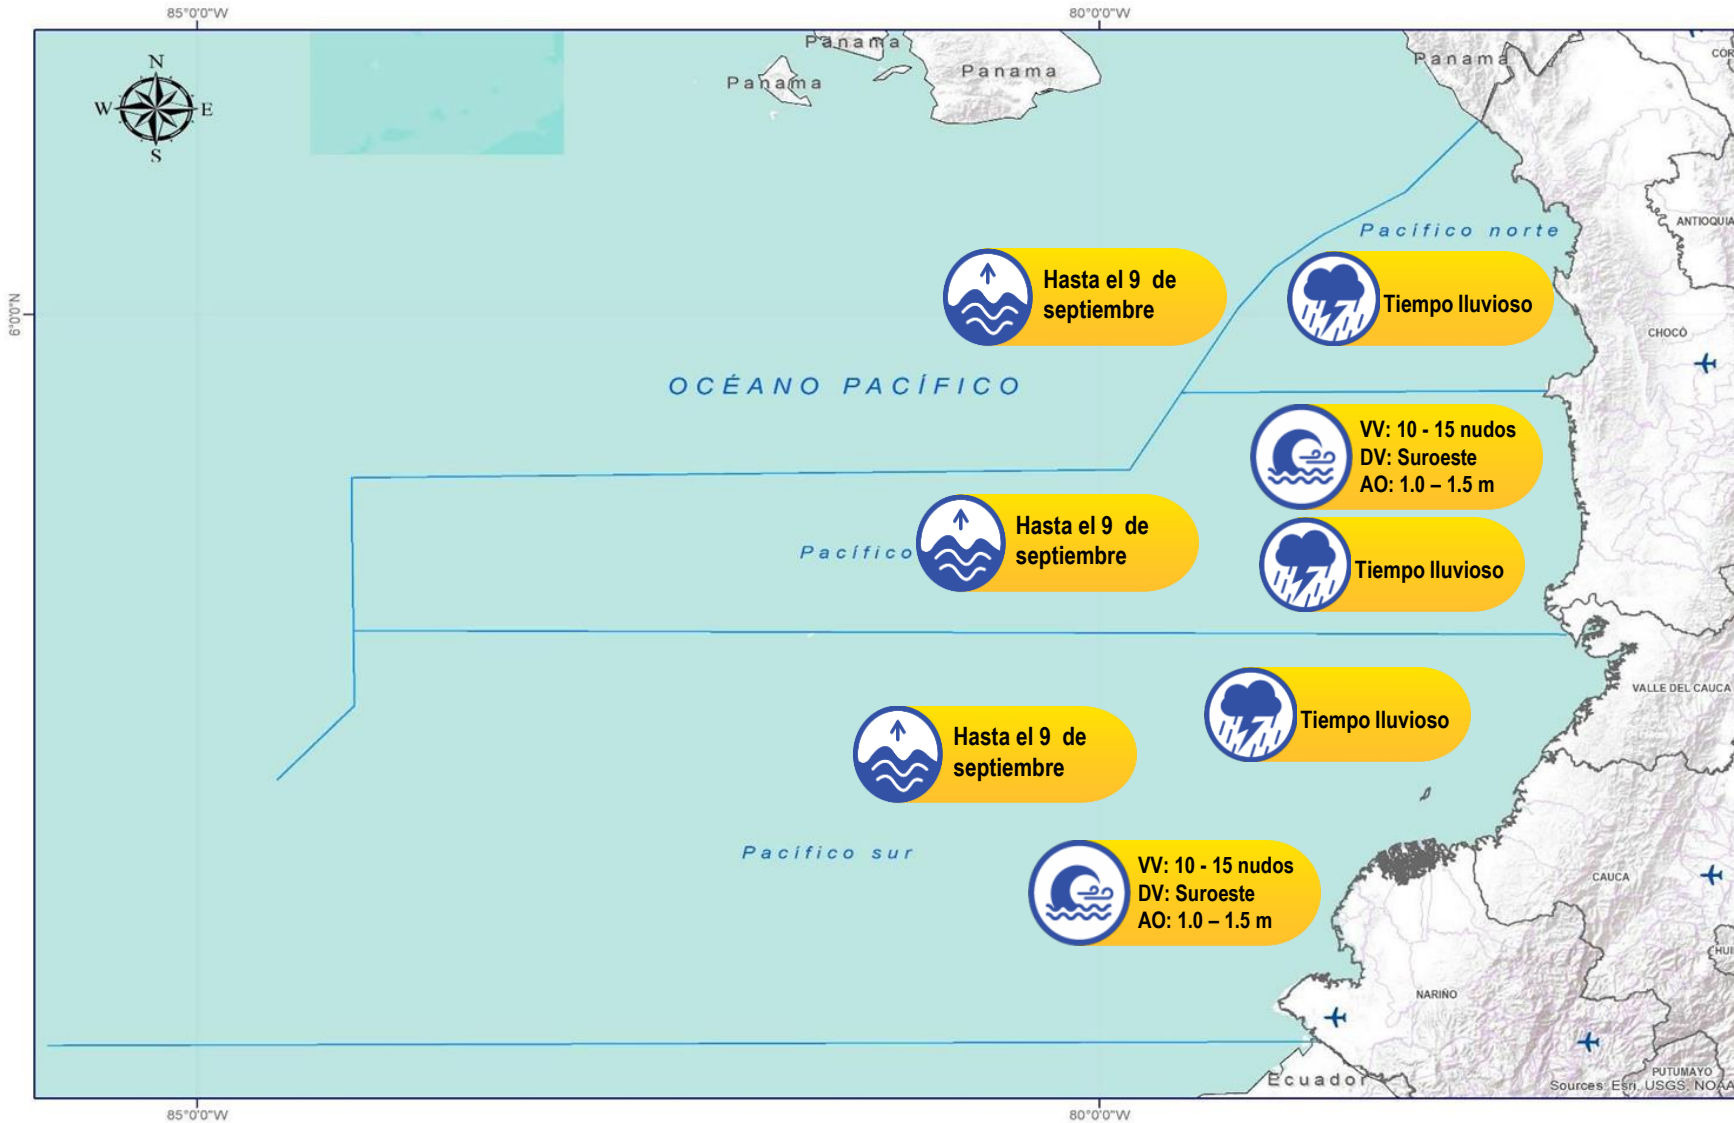 85°0'0"W
80°0'0"W
N
W
E
S
Panama
Panama
Panama
Panama
ANTIOQUIA
Pacífico norte
6°0'0"N
Hasta el 9 de
septiembre
Tiempo lluvioso
CHOCÓ
OCÉANO PACÍFICO
VV: 10 - 15 nudos
DV: Suroeste
AO: 1.0 – 1.5 m
Pacífico
Hasta el 9 de
septiembre
Tiempo lluvioso
VALLE DEL CAUCA
Tiempo lluvioso
Hasta el 9 de
septiembre
Pacífico sur
VV: 10 - 15 nudos
DV: Suroeste
AO: 1.0 – 1.5 m
CAUCA
HUI
NARIÑO
Ecuador
PUTUMAYO
Sources: Esri, USGS, NOAA
85°0'0"W
80°0'0"W